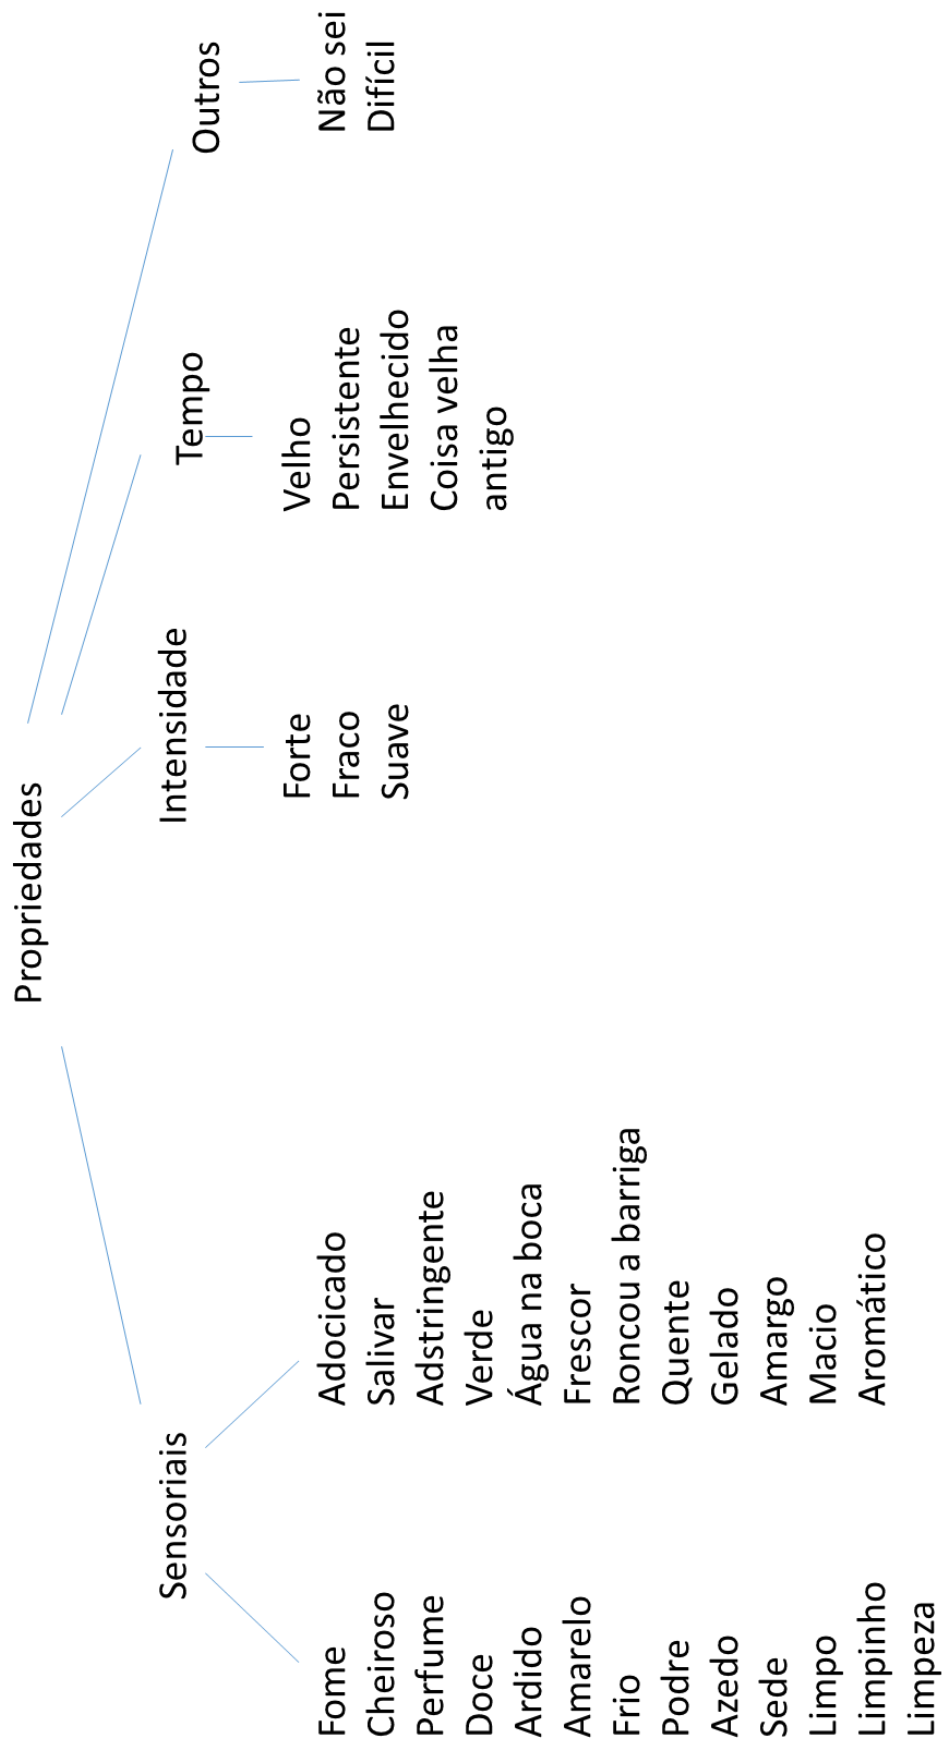 Propriedades
Sensoriais
Intensidade
Tempo
Outros
Fome
Cheiroso
Perfume
Doce
Ardido
Amarelo
Frio
Podre
Azedo
Sede
Limpo
Limpinho
Limpeza
Adocicado
Salivar
Adstringente
Verde
Água na boca
Frescor
Roncou a barriga
Quente
Gelado
Amargo
Macio
Aromático
Forte
Fraco
Suave
Velho
Persistente
Envelhecido
Coisa velha
antigo
Não sei
Difícil